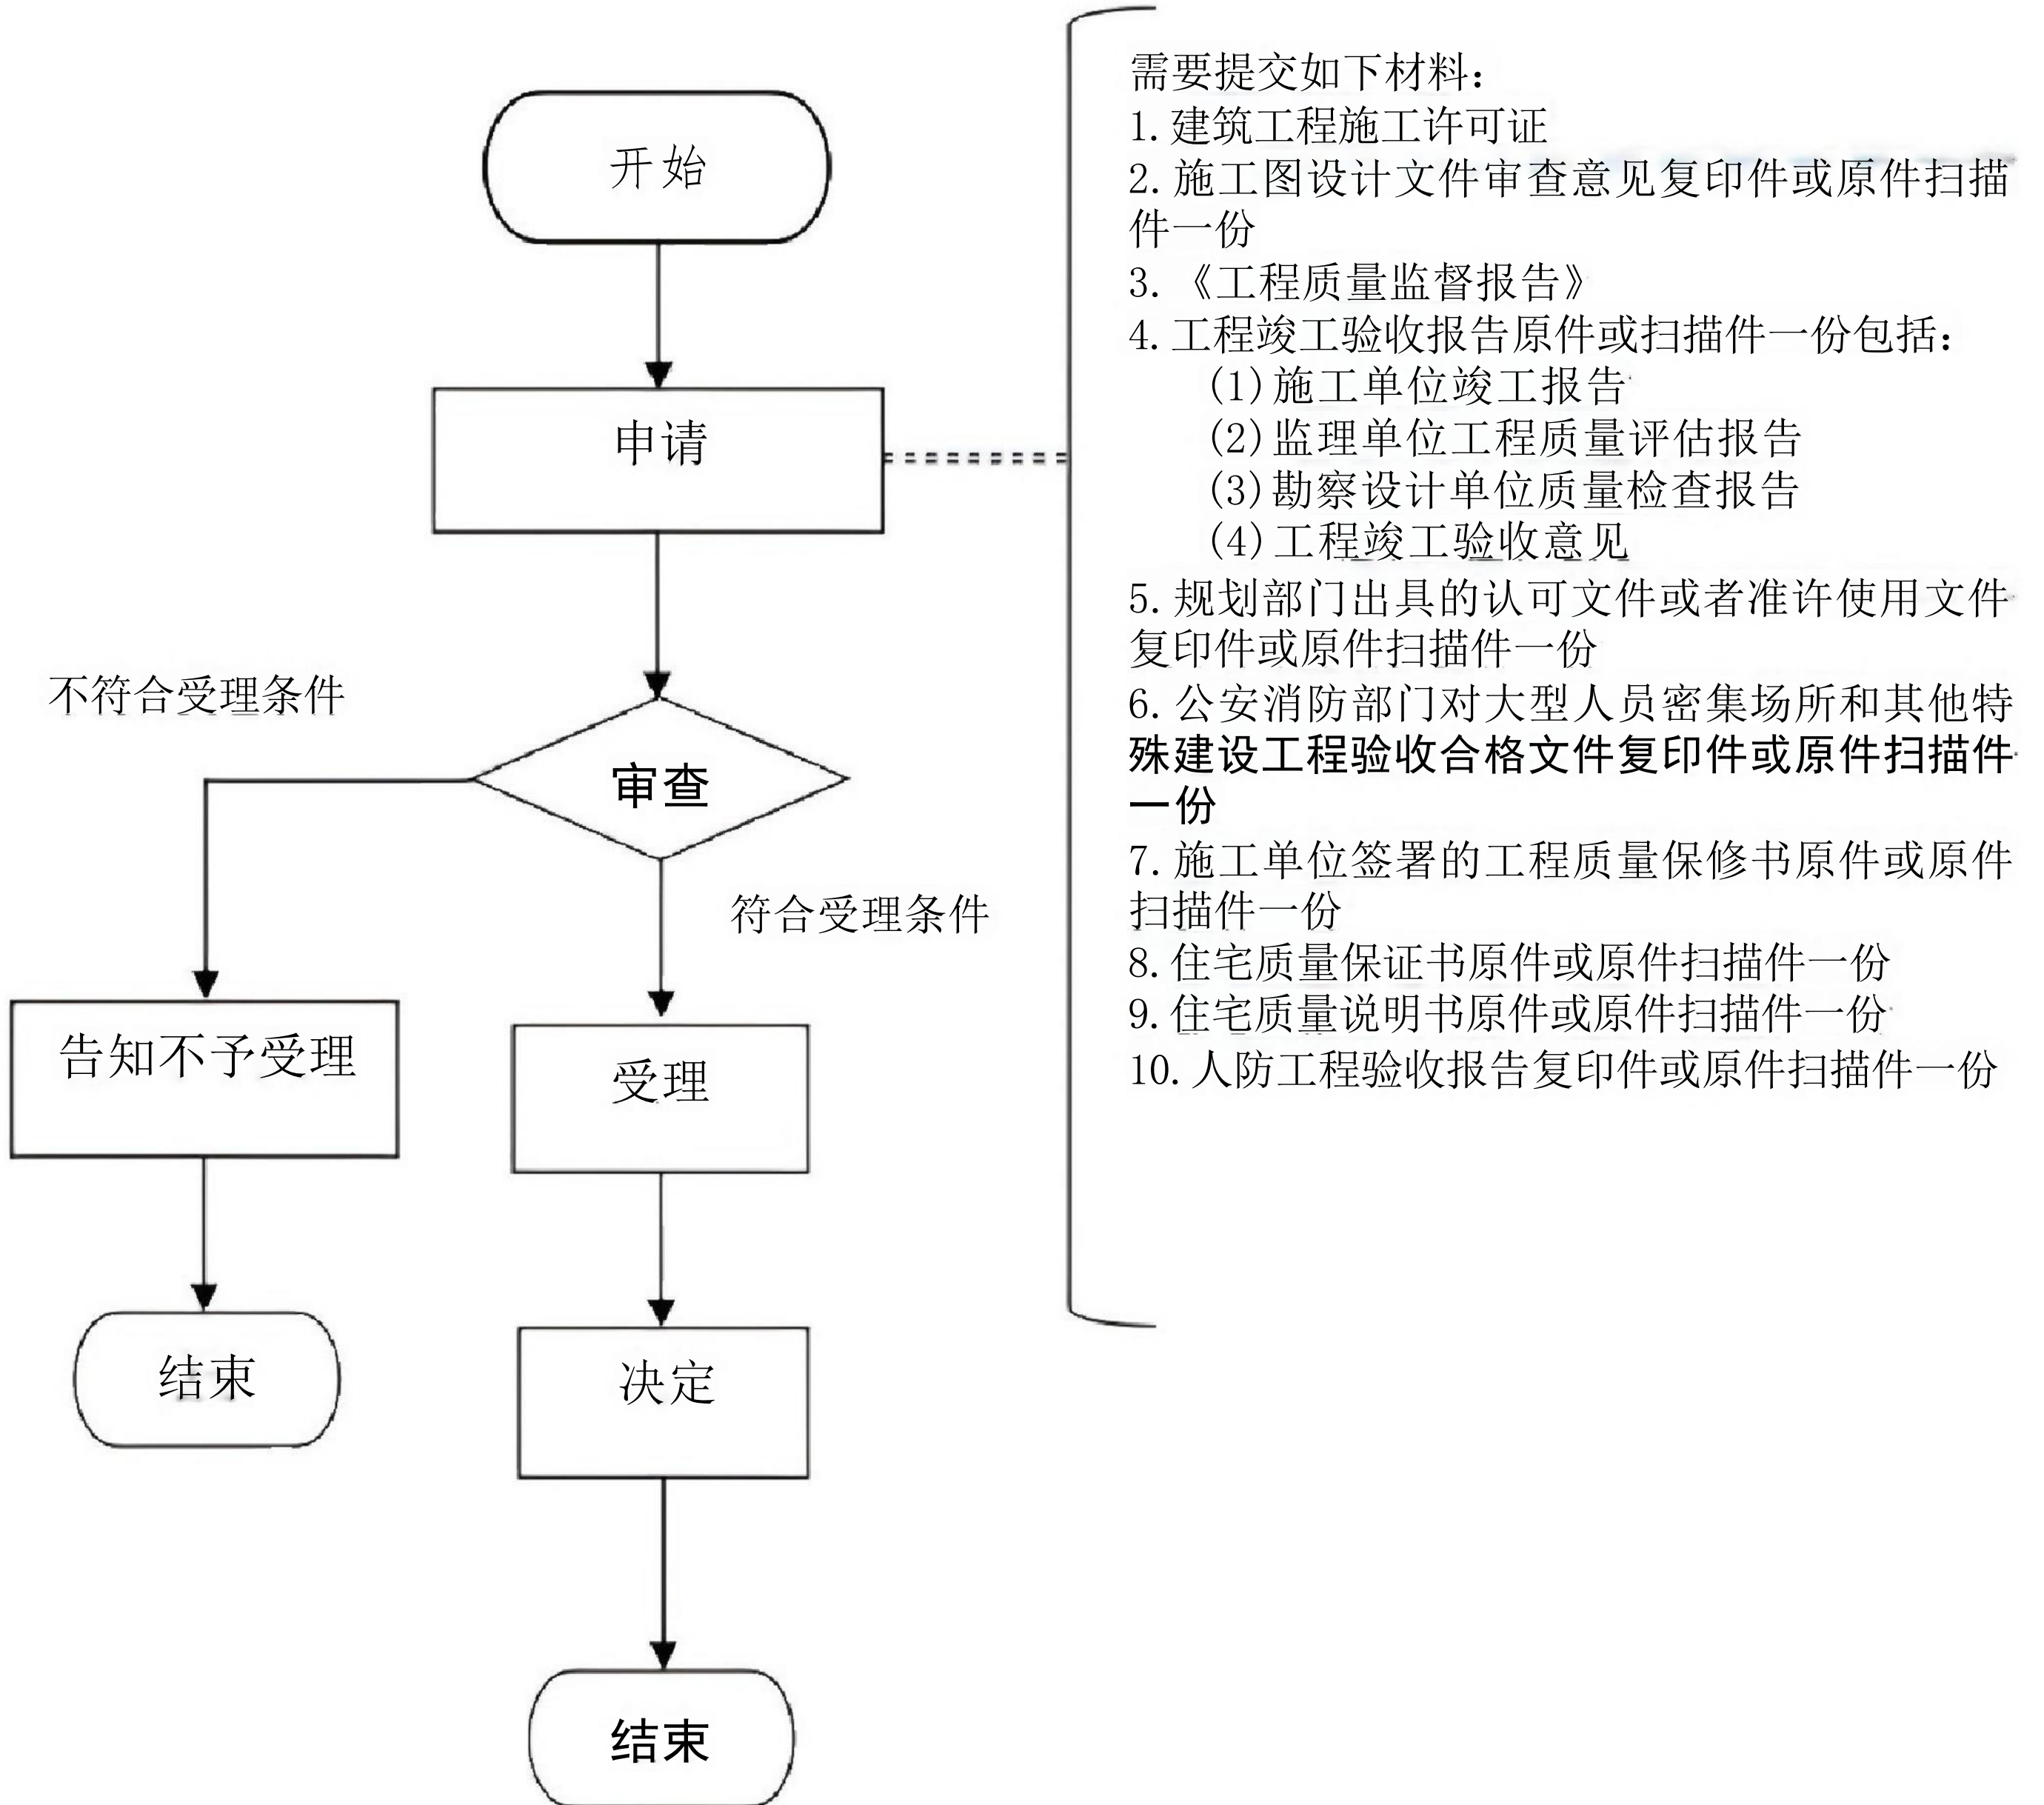 开始
申请
不符合受理条件
审查
符合受理条件
告知不予受理
受理
结束
决定
结束
需要提交如下材料：
1.建筑工程施工许可证
2.施工图设计文件审查意见复印件或原件扫描
件一份
3.《工程质量监督报告》
4.工程竣工验收报告原件或扫描件一份包括：
(1)施工单位竣工报告
(2)监理单位工程质量评估报告
(3)勘察设计单位质量检查报告
(4)工程竣工验收意见
5.规划部门出具的认可文件或者准许使用文件
复印件或原件扫描件一份
6.公安消防部门对大型人员密集场所和其他特
殊建设工程验收合格文件复印件或原件扫描件
一份
7.施工单位签署的工程质量保修书原件或原件
扫描件一份
8.住宅质量保证书原件或原件扫描件一份
9.住宅质量说明书原件或原件扫描件一份
10.人防工程验收报告复印件或原件扫描件一份